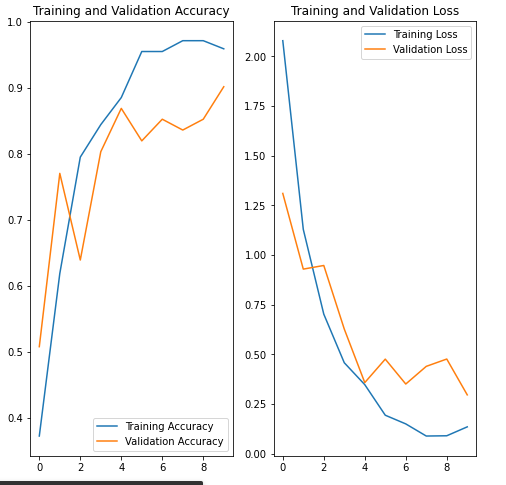 Training and Validation Accuracy
1.0
0.9
0.8
0.7
0.6
0.5
0.4
0 2 4 6 8
Training Accuracy
Validation Accuracy
Training and Validation Loss
2.00
1.75
1.50
1.25
1.00
0.75
0.50
0.25
0.00
0 2 4 6 8
Training Loss
Validation Loss